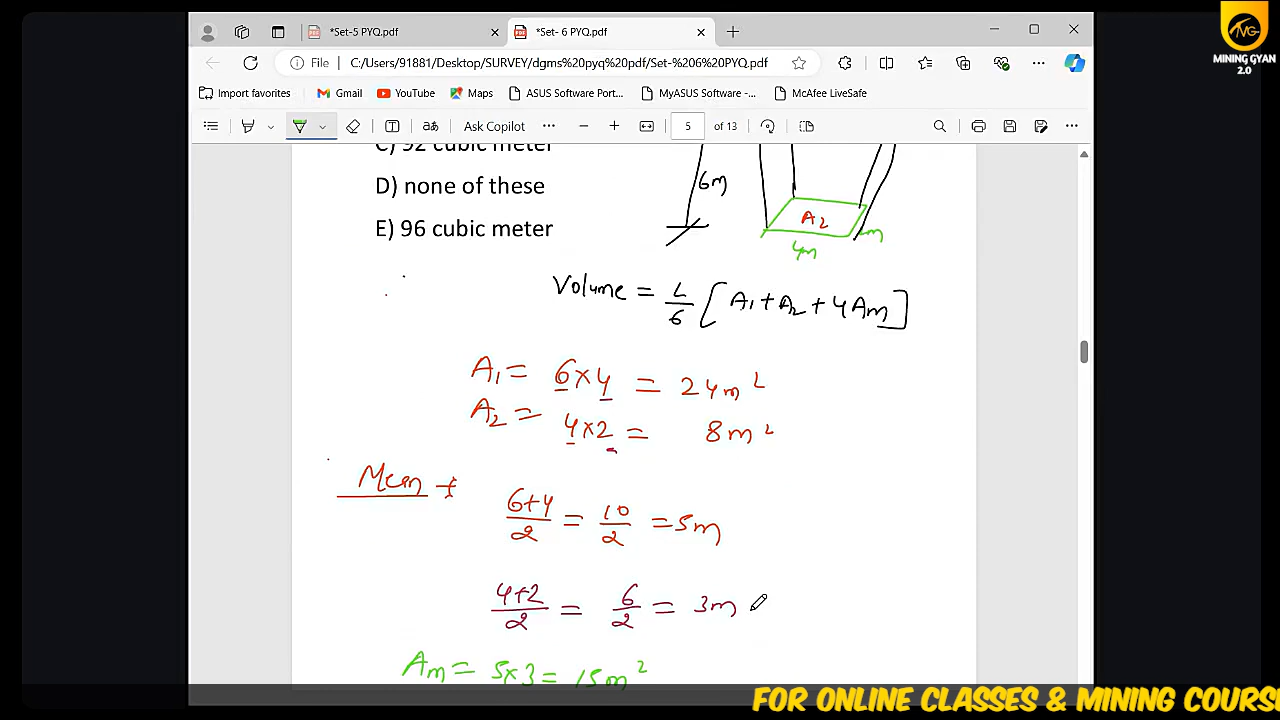 *Set-5 PYQ.pdf
*Set- 6 PYQ.pdf
File C:/Users/91881/Desktop/SURVEY/dgms%20pyq%20pdf/Set-%206%20PYQ.pdf
Import favorites Gmail YouTube Maps ASUS Software Port... MyASUS Software -... McAfee LiveSafe
Ask Copilot 5 of 13
MINING GYAN
2.0
C) 92 cubic meter
D) none of these
E) 96 cubic meter
6m
A2
4m
Volume = L/6 [A1+A2+4Am]
A1 = 6×4 = 24m²
A2 = 4×2 = 8m²
Mean
6+4/2 = 10/2 = 5m
4+2/2 = 6/2 = 3m
Am = 5×3 = 15m²
FOR ONLINE CLASSES & MINING COURS